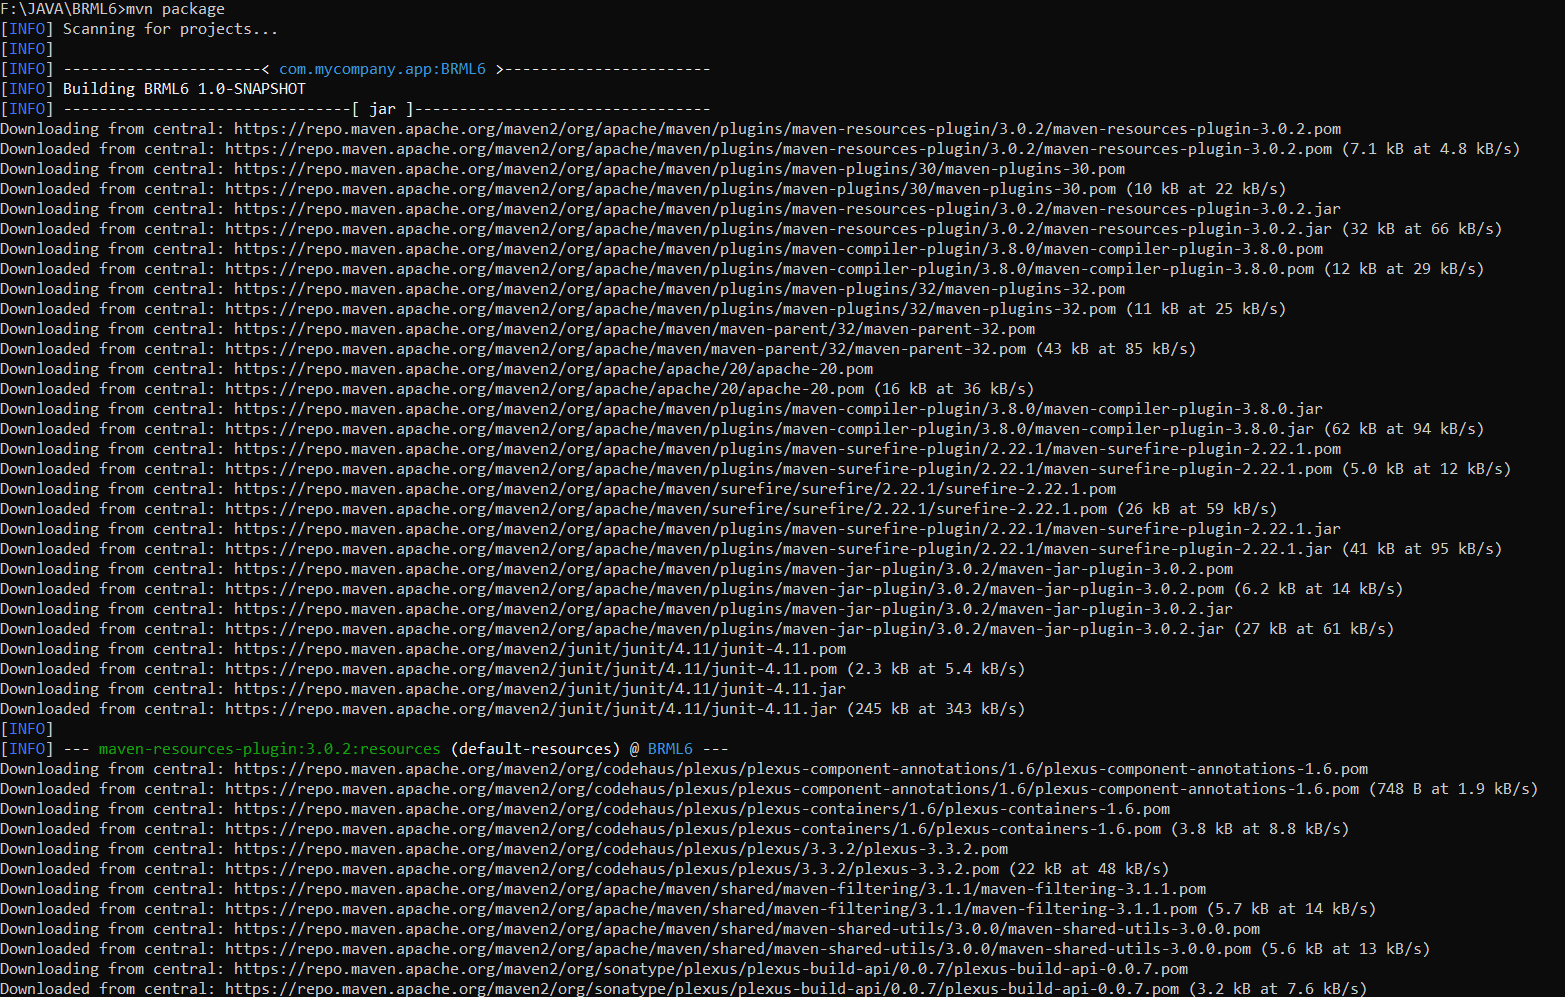 F:\JAVA\BRML6>mvn package
[INFO] Scanning for projects...
[INFO]
[INFO] ----------------------< com.mycompany.app:BRML6 >-----------------------
[INFO] Building BRML6 1.0-SNAPSHOT
[INFO] --------------------------------[ jar ]---------------------------------
Downloading from central: https://repo.maven.apache.org/maven2/org/apache/maven/plugins/maven-resources-plugin/3.0.2/maven-resources-plugin-3.0.2.pom
Downloaded from central: https://repo.maven.apache.org/maven2/org/apache/maven/plugins/maven-resources-plugin/3.0.2/maven-resources-plugin-3.0.2.pom (7.1 kB at 4.8 kB/s)
Downloading from central: https://repo.maven.apache.org/maven2/org/apache/maven/plugins/maven-plugins/30/maven-plugins-30.pom
Downloaded from central: https://repo.maven.apache.org/maven2/org/apache/maven/plugins/maven-plugins/30/maven-plugins-30.pom (10 kB at 22 kB/s)
Downloading from central: https://repo.maven.apache.org/maven2/org/apache/maven/plugins/maven-resources-plugin/3.0.2/maven-resources-plugin-3.0.2.jar
Downloaded from central: https://repo.maven.apache.org/maven2/org/apache/maven/plugins/maven-resources-plugin/3.0.2/maven-resources-plugin-3.0.2.jar (32 kB at 66 kB/s)
Downloading from central: https://repo.maven.apache.org/maven2/org/apache/maven/plugins/maven-compiler-plugin/3.8.0/maven-compiler-plugin-3.8.0.pom
Downloaded from central: https://repo.maven.apache.org/maven2/org/apache/maven/plugins/maven-compiler-plugin/3.8.0/maven-compiler-plugin-3.8.0.pom (12 kB at 29 kB/s)
Downloading from central: https://repo.maven.apache.org/maven2/org/apache/maven/plugins/maven-plugins/32/maven-plugins-32.pom
Downloaded from central: https://repo.maven.apache.org/maven2/org/apache/maven/plugins/maven-plugins/32/maven-plugins-32.pom (11 kB at 25 kB/s)
Downloading from central: https://repo.maven.apache.org/maven2/org/apache/maven/maven-parent/32/maven-parent-32.pom
Downloaded from central: https://repo.maven.apache.org/maven2/org/apache/maven/maven-parent/32/maven-parent-32.pom (43 kB at 85 kB/s)
Downloading from central: https://repo.maven.apache.org/maven2/org/apache/apache/20/apache-20.pom
Downloaded from central: https://repo.maven.apache.org/maven2/org/apache/apache/20/apache-20.pom (16 kB at 36 kB/s)
Downloading from central: https://repo.maven.apache.org/maven2/org/apache/maven/plugins/maven-compiler-plugin/3.8.0/maven-compiler-plugin-3.8.0.jar
Downloaded from central: https://repo.maven.apache.org/maven2/org/apache/maven/plugins/maven-compiler-plugin/3.8.0/maven-compiler-plugin-3.8.0.jar (62 kB at 94 kB/s)
Downloading from central: https://repo.maven.apache.org/maven2/org/apache/maven/plugins/maven-surefire-plugin/2.22.1/maven-surefire-plugin-2.22.1.pom
Downloaded from central: https://repo.maven.apache.org/maven2/org/apache/maven/plugins/maven-surefire-plugin/2.22.1/maven-surefire-plugin-2.22.1.pom (5.0 kB at 12 kB/s)
Downloading from central: https://repo.maven.apache.org/maven2/org/apache/maven/surefire/surefire/2.22.1/surefire-2.22.1.pom
Downloaded from central: https://repo.maven.apache.org/maven2/org/apache/maven/surefire/surefire/2.22.1/surefire-2.22.1.pom (26 kB at 59 kB/s)
Downloading from central: https://repo.maven.apache.org/maven2/org/apache/maven/plugins/maven-surefire-plugin/2.22.1/maven-surefire-plugin-2.22.1.jar
Downloaded from central: https://repo.maven.apache.org/maven2/org/apache/maven/plugins/maven-surefire-plugin/2.22.1/maven-surefire-plugin-2.22.1.jar (41 kB at 95 kB/s)
Downloading from central: https://repo.maven.apache.org/maven2/org/apache/maven/plugins/maven-jar-plugin/3.0.2/maven-jar-plugin-3.0.2.pom
Downloaded from central: https://repo.maven.apache.org/maven2/org/apache/maven/plugins/maven-jar-plugin/3.0.2/maven-jar-plugin-3.0.2.pom (6.2 kB at 14 kB/s)
Downloading from central: https://repo.maven.apache.org/maven2/org/apache/maven/plugins/maven-jar-plugin/3.0.2/maven-jar-plugin-3.0.2.jar
Downloaded from central: https://repo.maven.apache.org/maven2/org/apache/maven/plugins/maven-jar-plugin/3.0.2/maven-jar-plugin-3.0.2.jar (27 kB at 61 kB/s)
Downloading from central: https://repo.maven.apache.org/maven2/junit/junit/4.11/junit-4.11.pom
Downloaded from central: https://repo.maven.apache.org/maven2/junit/junit/4.11/junit-4.11.pom (2.3 kB at 5.4 kB/s)
Downloading from central: https://repo.maven.apache.org/maven2/junit/junit/4.11/junit-4.11.jar
Downloaded from central: https://repo.maven.apache.org/maven2/junit/junit/4.11/junit-4.11.jar (245 kB at 343 kB/s)
[INFO]
[INFO] --- maven-resources-plugin:3.0.2:resources (default-resources) @ BRML6 ---
Downloading from central: https://repo.maven.apache.org/maven2/org/codehaus/plexus/plexus-component-annotations/1.6/plexus-component-annotations-1.6.pom
Downloaded from central: https://repo.maven.apache.org/maven2/org/codehaus/plexus/plexus-component-annotations/1.6/plexus-component-annotations-1.6.pom (748 B at 1.9 kB/s)
Downloading from central: https://repo.maven.apache.org/maven2/org/codehaus/plexus/plexus-containers/1.6/plexus-containers-1.6.pom
Downloaded from central: https://repo.maven.apache.org/maven2/org/codehaus/plexus/plexus-containers/1.6/plexus-containers-1.6.pom (3.8 kB at 8.8 kB/s)
Downloading from central: https://repo.maven.apache.org/maven2/org/codehaus/plexus/plexus/3.3.2/plexus-3.3.2.pom
Downloaded from central: https://repo.maven.apache.org/maven2/org/codehaus/plexus/plexus/3.3.2/plexus-3.3.2.pom (22 kB at 48 kB/s)
Downloading from central: https://repo.maven.apache.org/maven2/org/apache/maven/shared/maven-filtering/3.1.1/maven-filtering-3.1.1.pom
Downloaded from central: https://repo.maven.apache.org/maven2/org/apache/maven/shared/maven-filtering/3.1.1/maven-filtering-3.1.1.pom (5.7 kB at 14 kB/s)
Downloading from central: https://repo.maven.apache.org/maven2/org/apache/maven/shared/maven-shared-utils/3.0.0/maven-shared-utils-3.0.0.pom
Downloaded from central: https://repo.maven.apache.org/maven2/org/apache/maven/shared/maven-shared-utils/3.0.0/maven-shared-utils-3.0.0.pom (5.6 kB at 13 kB/s)
Downloading from central: https://repo.maven.apache.org/maven2/org/sonatype/plexus/plexus-build-api/0.0.7/plexus-build-api-0.0.7.pom
Downloaded from central: https://repo.maven.apache.org/maven2/org/sonatype/plexus/plexus-build-api/0.0.7/plexus-build-api-0.0.7.pom (3.2 kB at 7.6 kB/s)